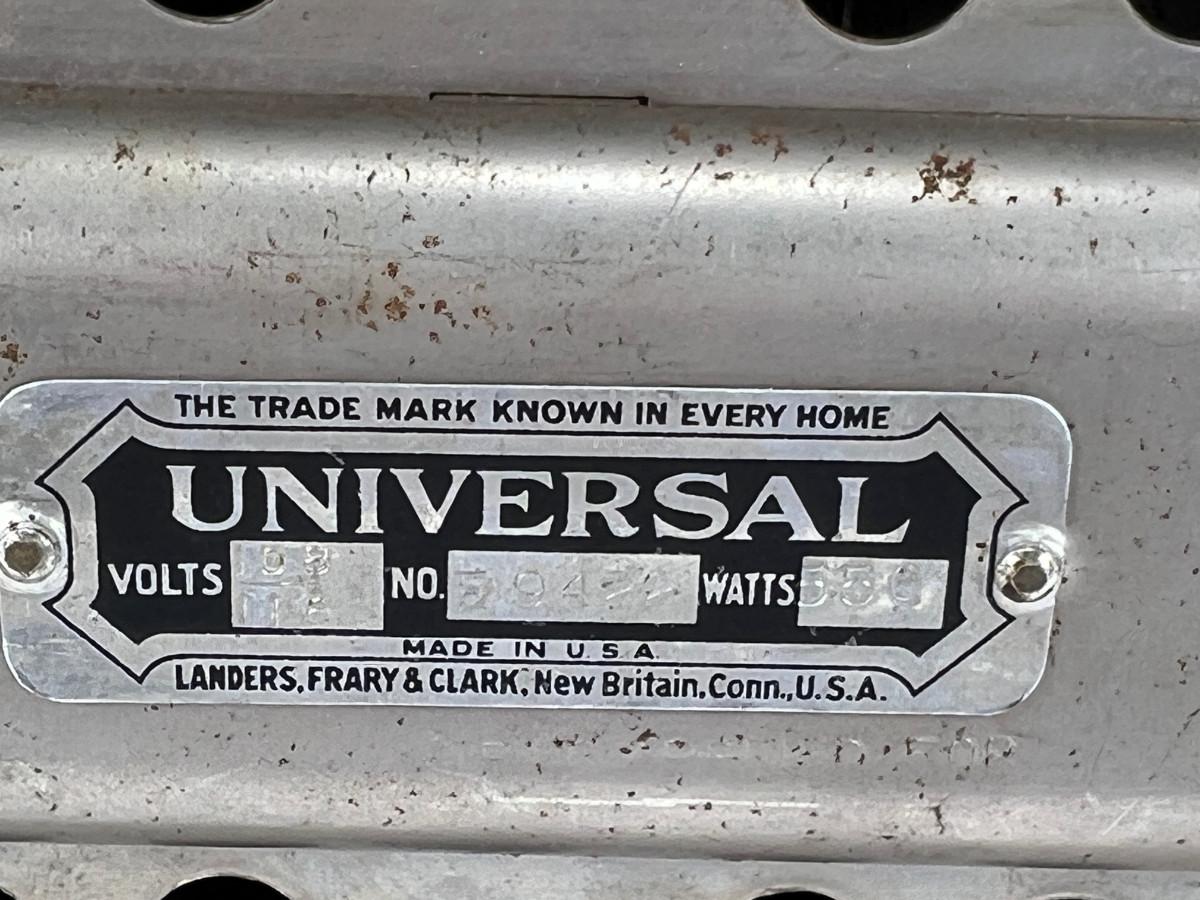 THE TRADE MARK KNOWN IN EVERY HOME
UNIVERSAL
VOLTS NO. WATTS
MADE IN U.S.A.
LANDERS, FRARY & CLARK, New Britain, Conn., U.S.A.
FOR